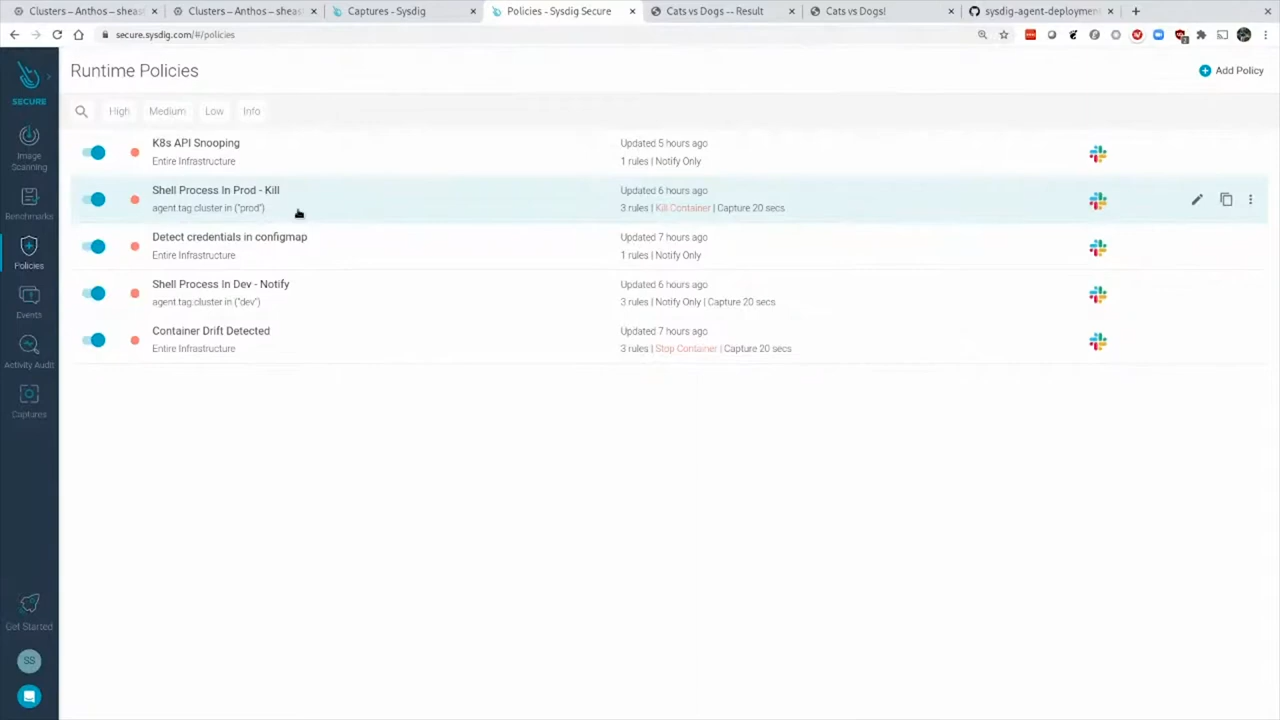 Clusters – Anthos – sheas
Clusters – Anthos – sheas
Captures - Sysdig
Policies - Sysdig Secure
Cats vs Dogs -- Result
Cats vs Dogs!
sysdig-agent-deployment
secure.sysdig.com/#/policies
SECURE
Image
Scanning
Benchmarks
Policies
Events
Activity Audit
Captures
Get Started
SS
Runtime Policies
Add Policy
High Medium Low Info
K8s API Snooping
Entire Infrastructure
Updated 5 hours ago
1 rules | Notify Only
Shell Process In Prod - Kill
agent.tag.cluster in ("prod")
Updated 6 hours ago
3 rules | Kill Container | Capture 20 secs
Detect credentials in configmap
Entire Infrastructure
Updated 7 hours ago
1 rules | Notify Only
Shell Process In Dev - Notify
agent.tag.cluster in ("dev")
Updated 6 hours ago
3 rules | Notify Only | Capture 20 secs
Container Drift Detected
Entire Infrastructure
Updated 7 hours ago
3 rules | Stop Container | Capture 20 secs